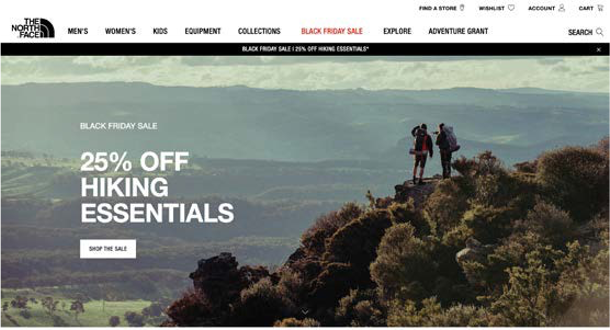 FIND A STORE WISHLIST ACCOUNT CART
THE
NORTH
FACE
MEN'S WOMEN'S KIDS EQUIPMENT COLLECTIONS BLACK FRIDAY SALE EXPLORE ADVENTURE GRANT SEARCH
BLACK FRIDAY SALE | 25% OFF HIKING ESSENTIALS*
BLACK FRIDAY SALE
25% OFF
HIKING
ESSENTIALS
SHOP THE SALE